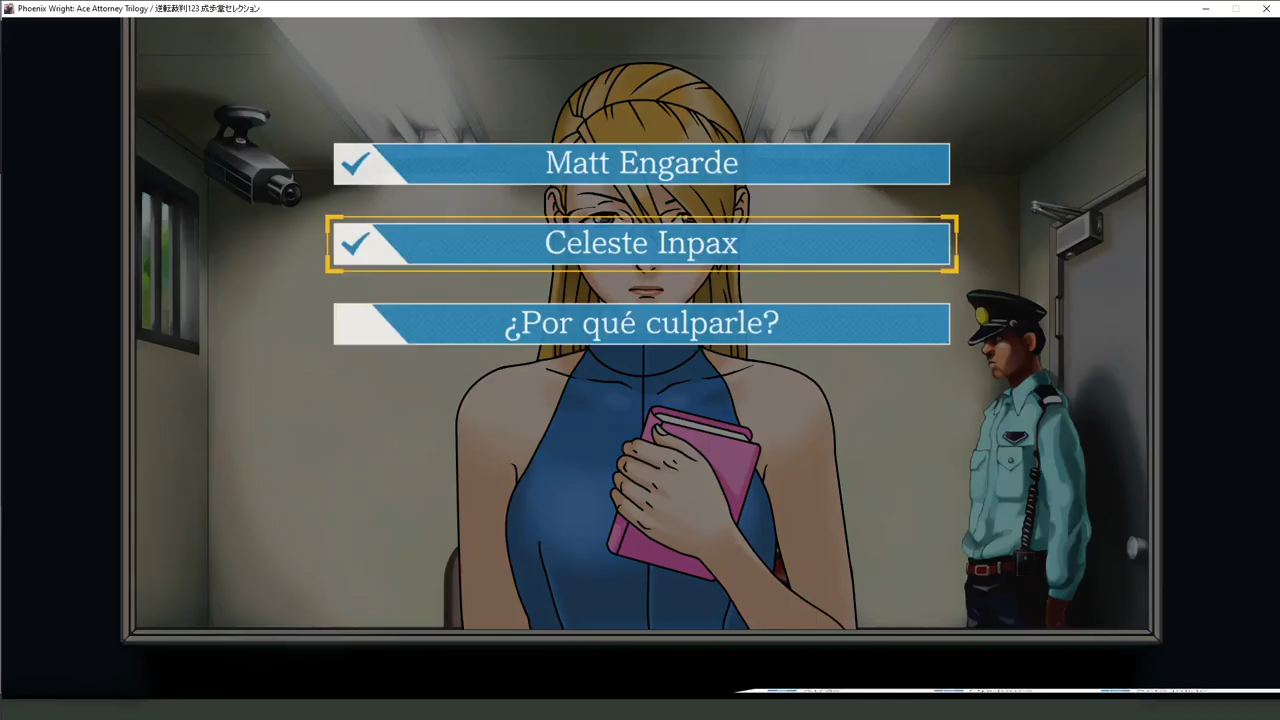 Phoenix Wright: Ace Attorney Trilogy / 逆転裁判123 成歩堂セレクション
Matt Engarde
Celeste Inpax
¿Por qué culparle?